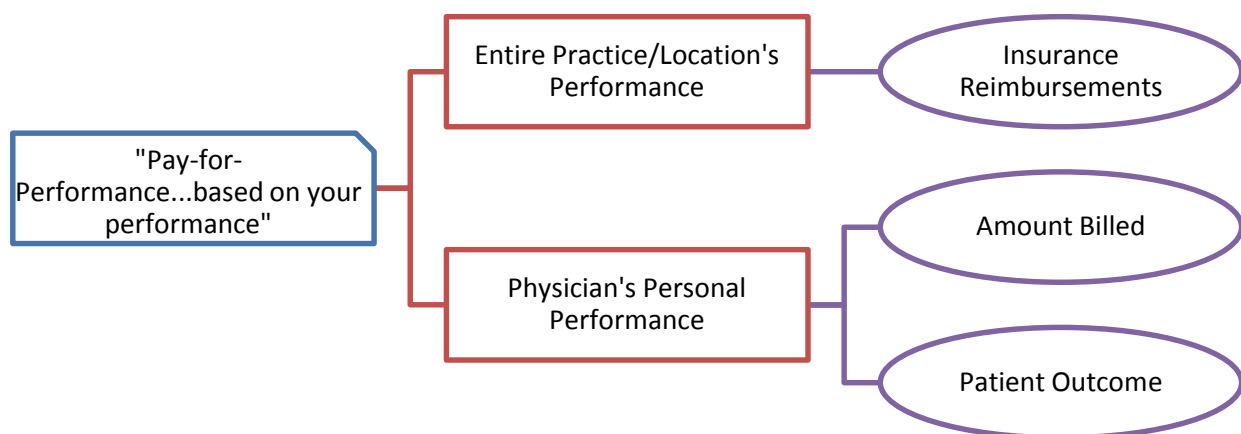 "Pay-for-
Performance...based on your
performance"
Entire Practice/Location's
Performance
Physician's Personal
Performance
Insurance
Reimbursements
Amount Billed
Patient Outcome